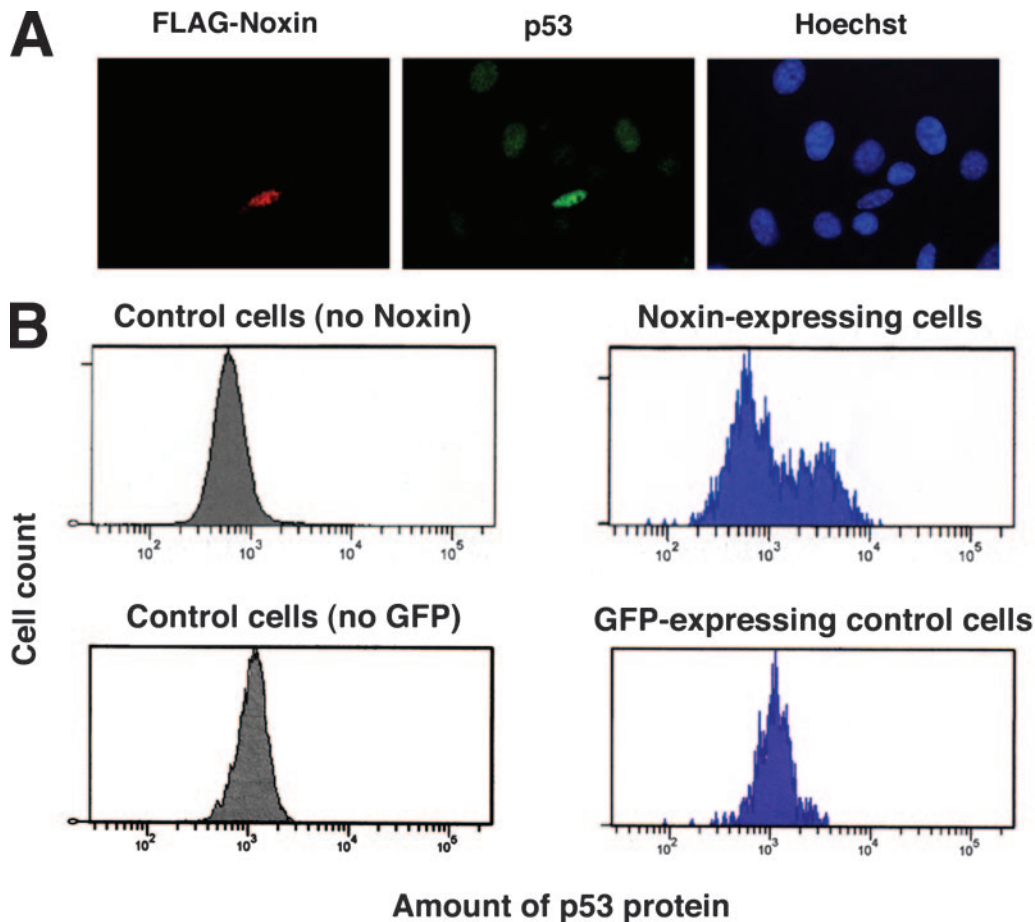 A
FLAG-Noxin p53 Hoechst
B
Control cells (no Noxin) Noxin-expressing cells
0
10² 10³ 10⁴ 10⁵ 10² 10³ 10⁴ 10⁵
Control cells (no GFP) GFP-expressing control cells
0
10² 10³ 10⁴ 10⁵ 10² 10³ 10⁴ 10⁵
Cell count
Amount of p53 protein